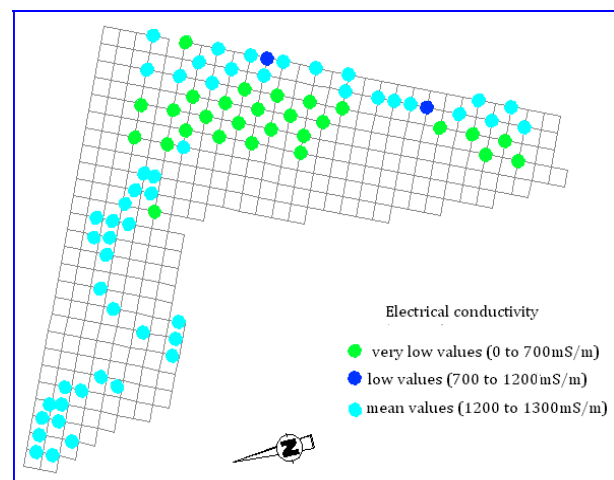 Electrical conductivity
very low values (0 to 700mS/m)
low values (700 to 1200mS/m)
mean values (1200 to 1300mS/m)
N